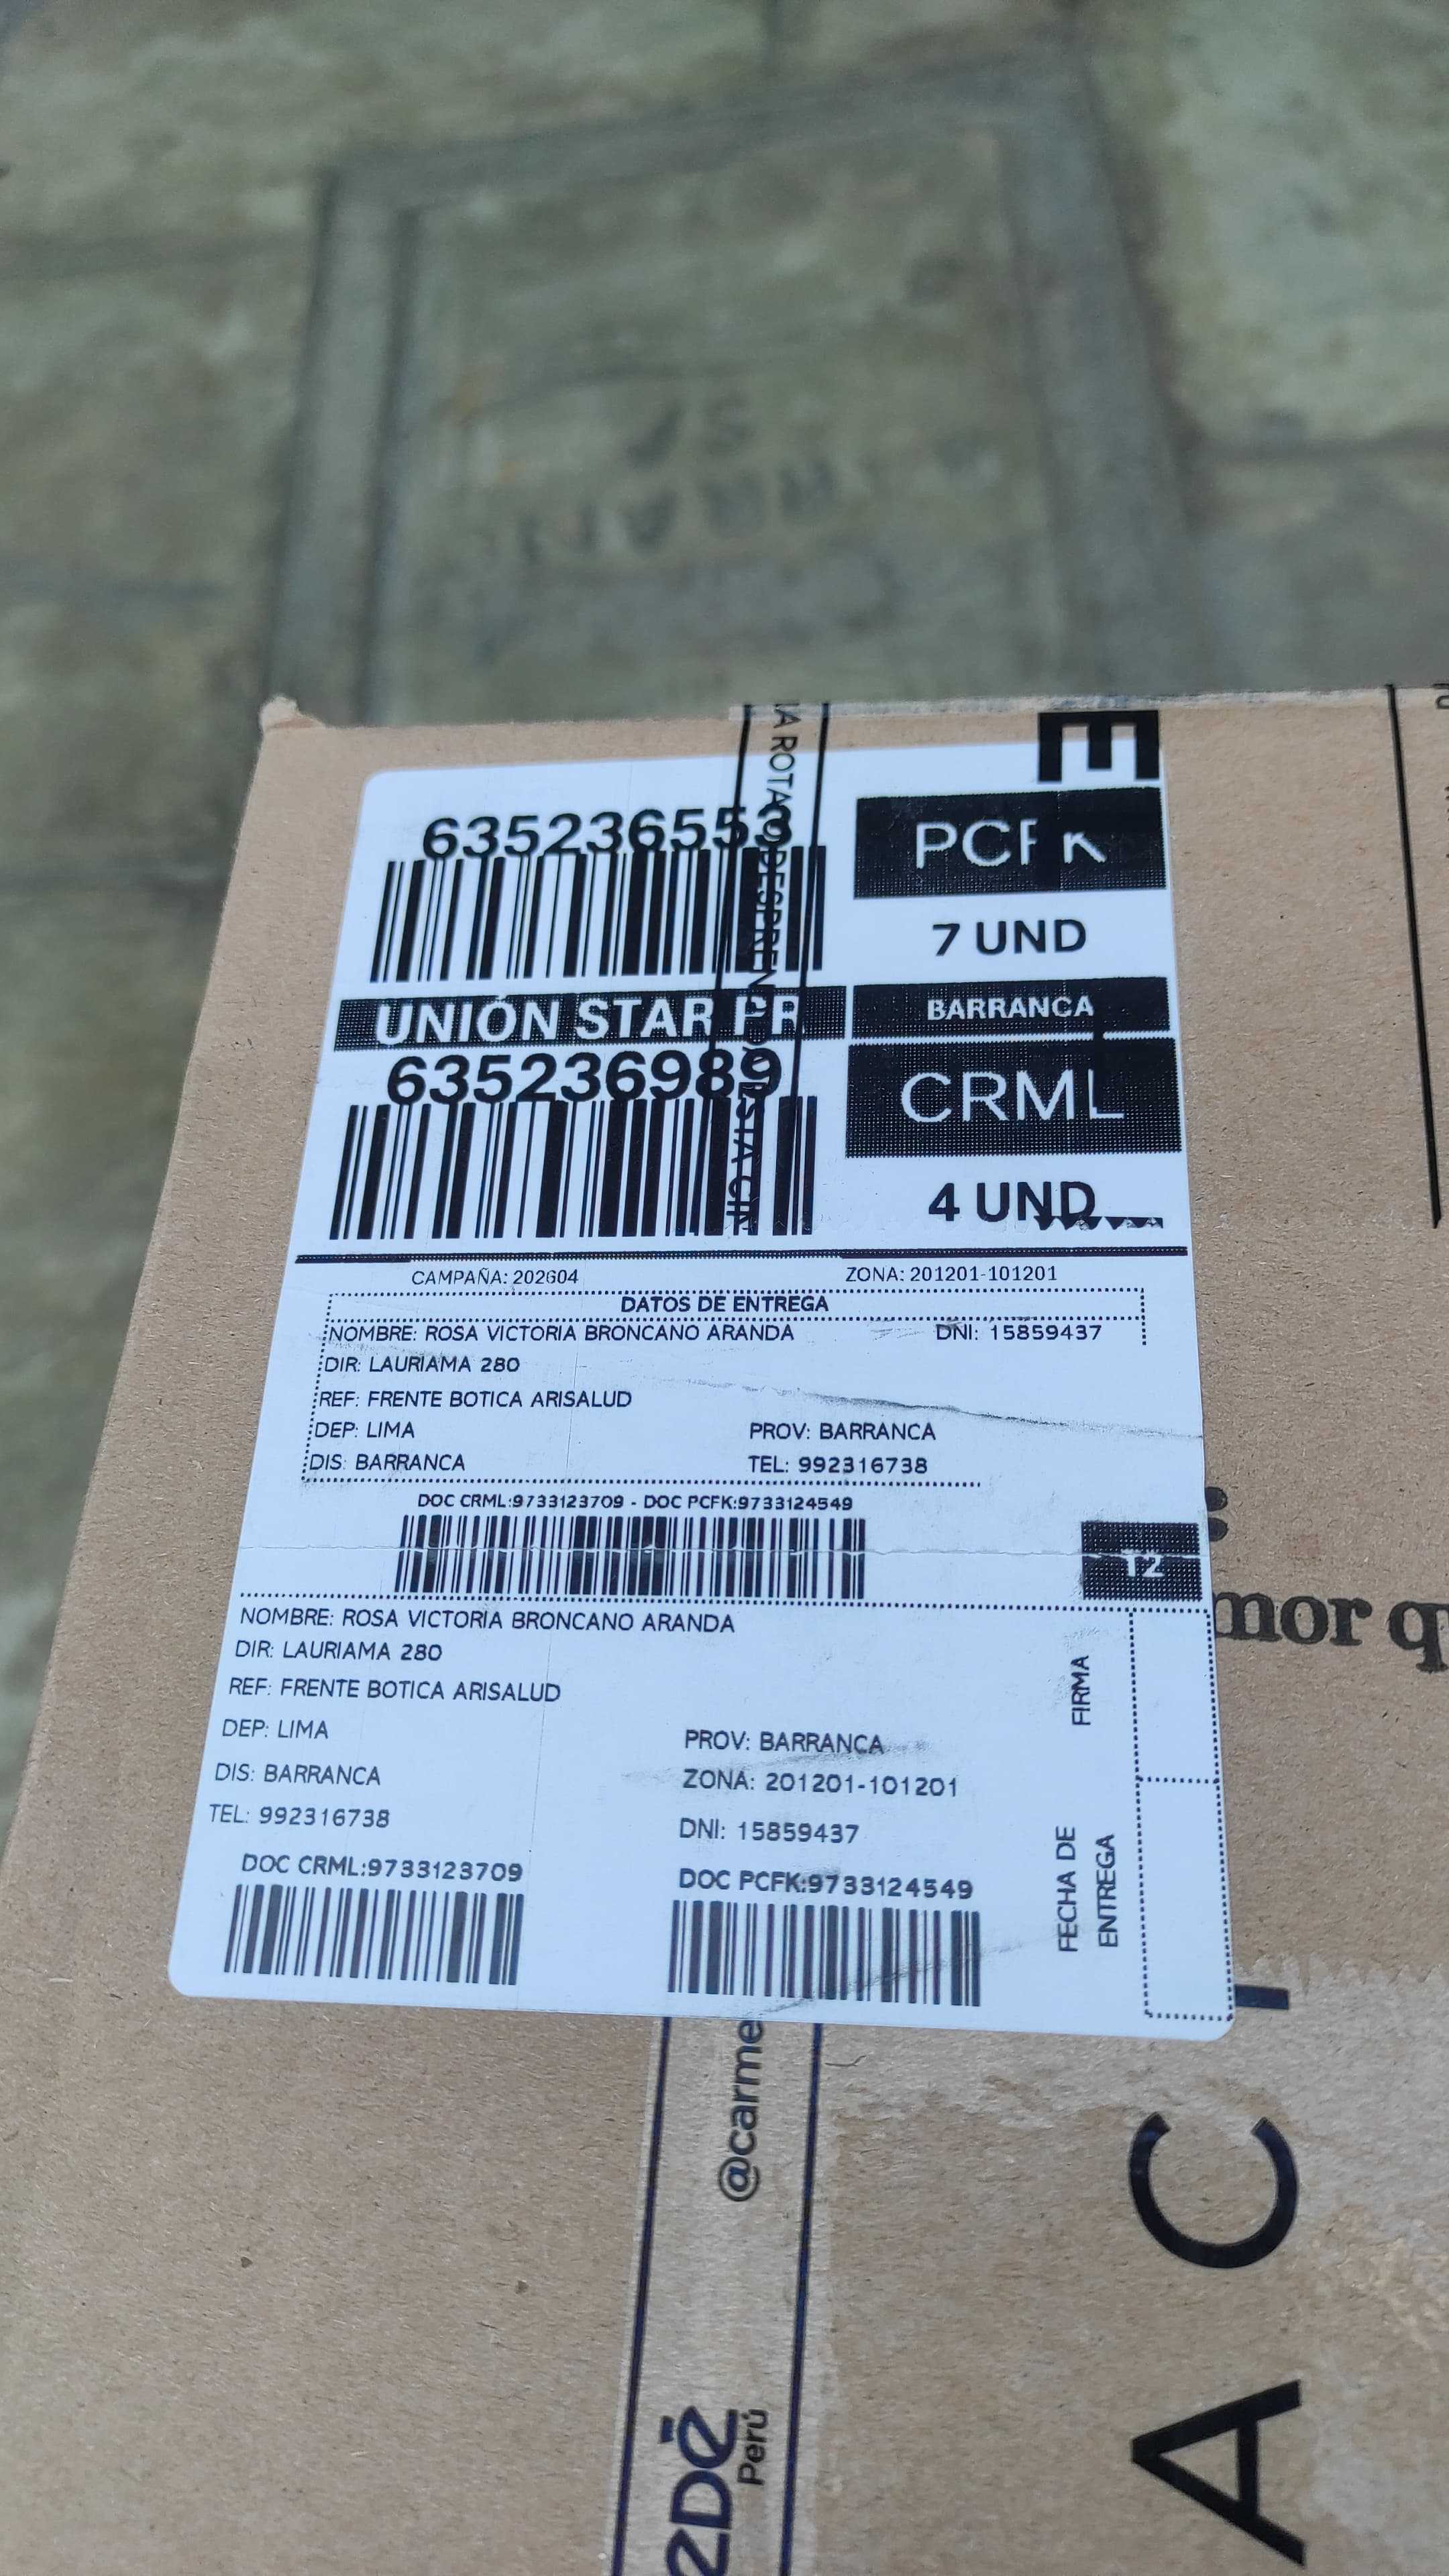 635236553
PCFK
7 UND
UNIÓN STAR
BARRANCA
635236989
CRML
4 UND
CAMPAÑA: 202604 ZONA: 201201-101201
DATOS DE ENTREGA
NOMBRE: ROSA VICTORIA BRONCANO ARANDA DNI: 15859437
DIR: LAURIAMA 280
REF: FRENTE BOTICA ARISALUD
DEP: LIMA PROV: BARRANCA
DIS: BARRANCA TEL: 992316738
DOC CRML:9733123709 - DOC PCFK:9733124549
T2
NOMBRE: ROSA VICTORIA BRONCANO ARANDA
DIR: LAURIAMA 280
REF: FRENTE BOTICA ARISALUD
DEP: LIMA PROV: BARRANCA
DIS: BARRANCA ZONA: 201201-101201
TEL: 992316738 DNI: 15859437
DOC CRML:9733123709 DOC PCFK:9733124549
FIRMA
FECHA DE
ENTREGA
mor q
@carme
Perú
A C